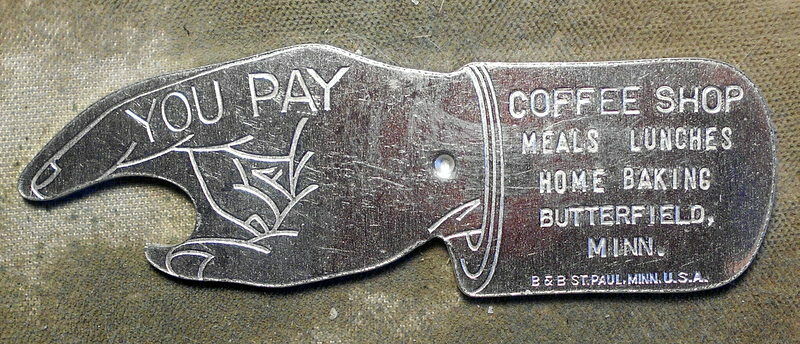 YOU PAY
COFFEE SHOP
MEALS LUNCHES
HOME BAKING
BUTTERFIELD,
MINN.
B & B ST. PAUL, MINN. U.S.A.